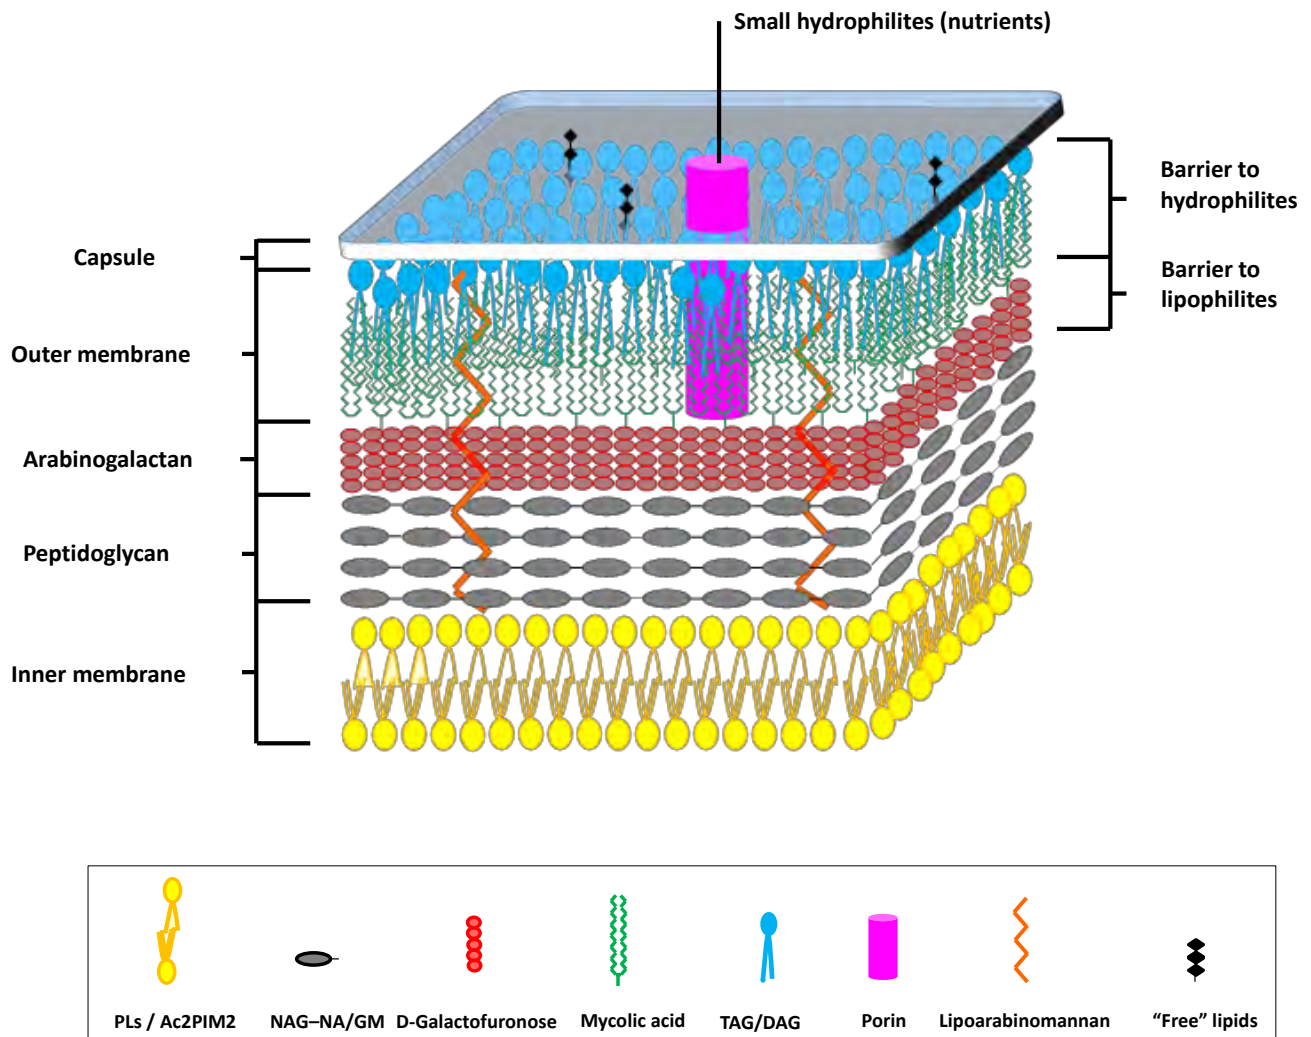 Small hydrophilites (nutrients)
Barrier to
hydrophilites
Barrier to
lipophilites
Capsule
Outer membrane
Arabinogalactan
Peptidoglycan
Inner membrane
PLs / Ac2PIM2
NAG–NA/GM
D-Galactofuronose
Mycolic acid
TAG/DAG
Porin
Lipoarabinomannan
“Free” lipids